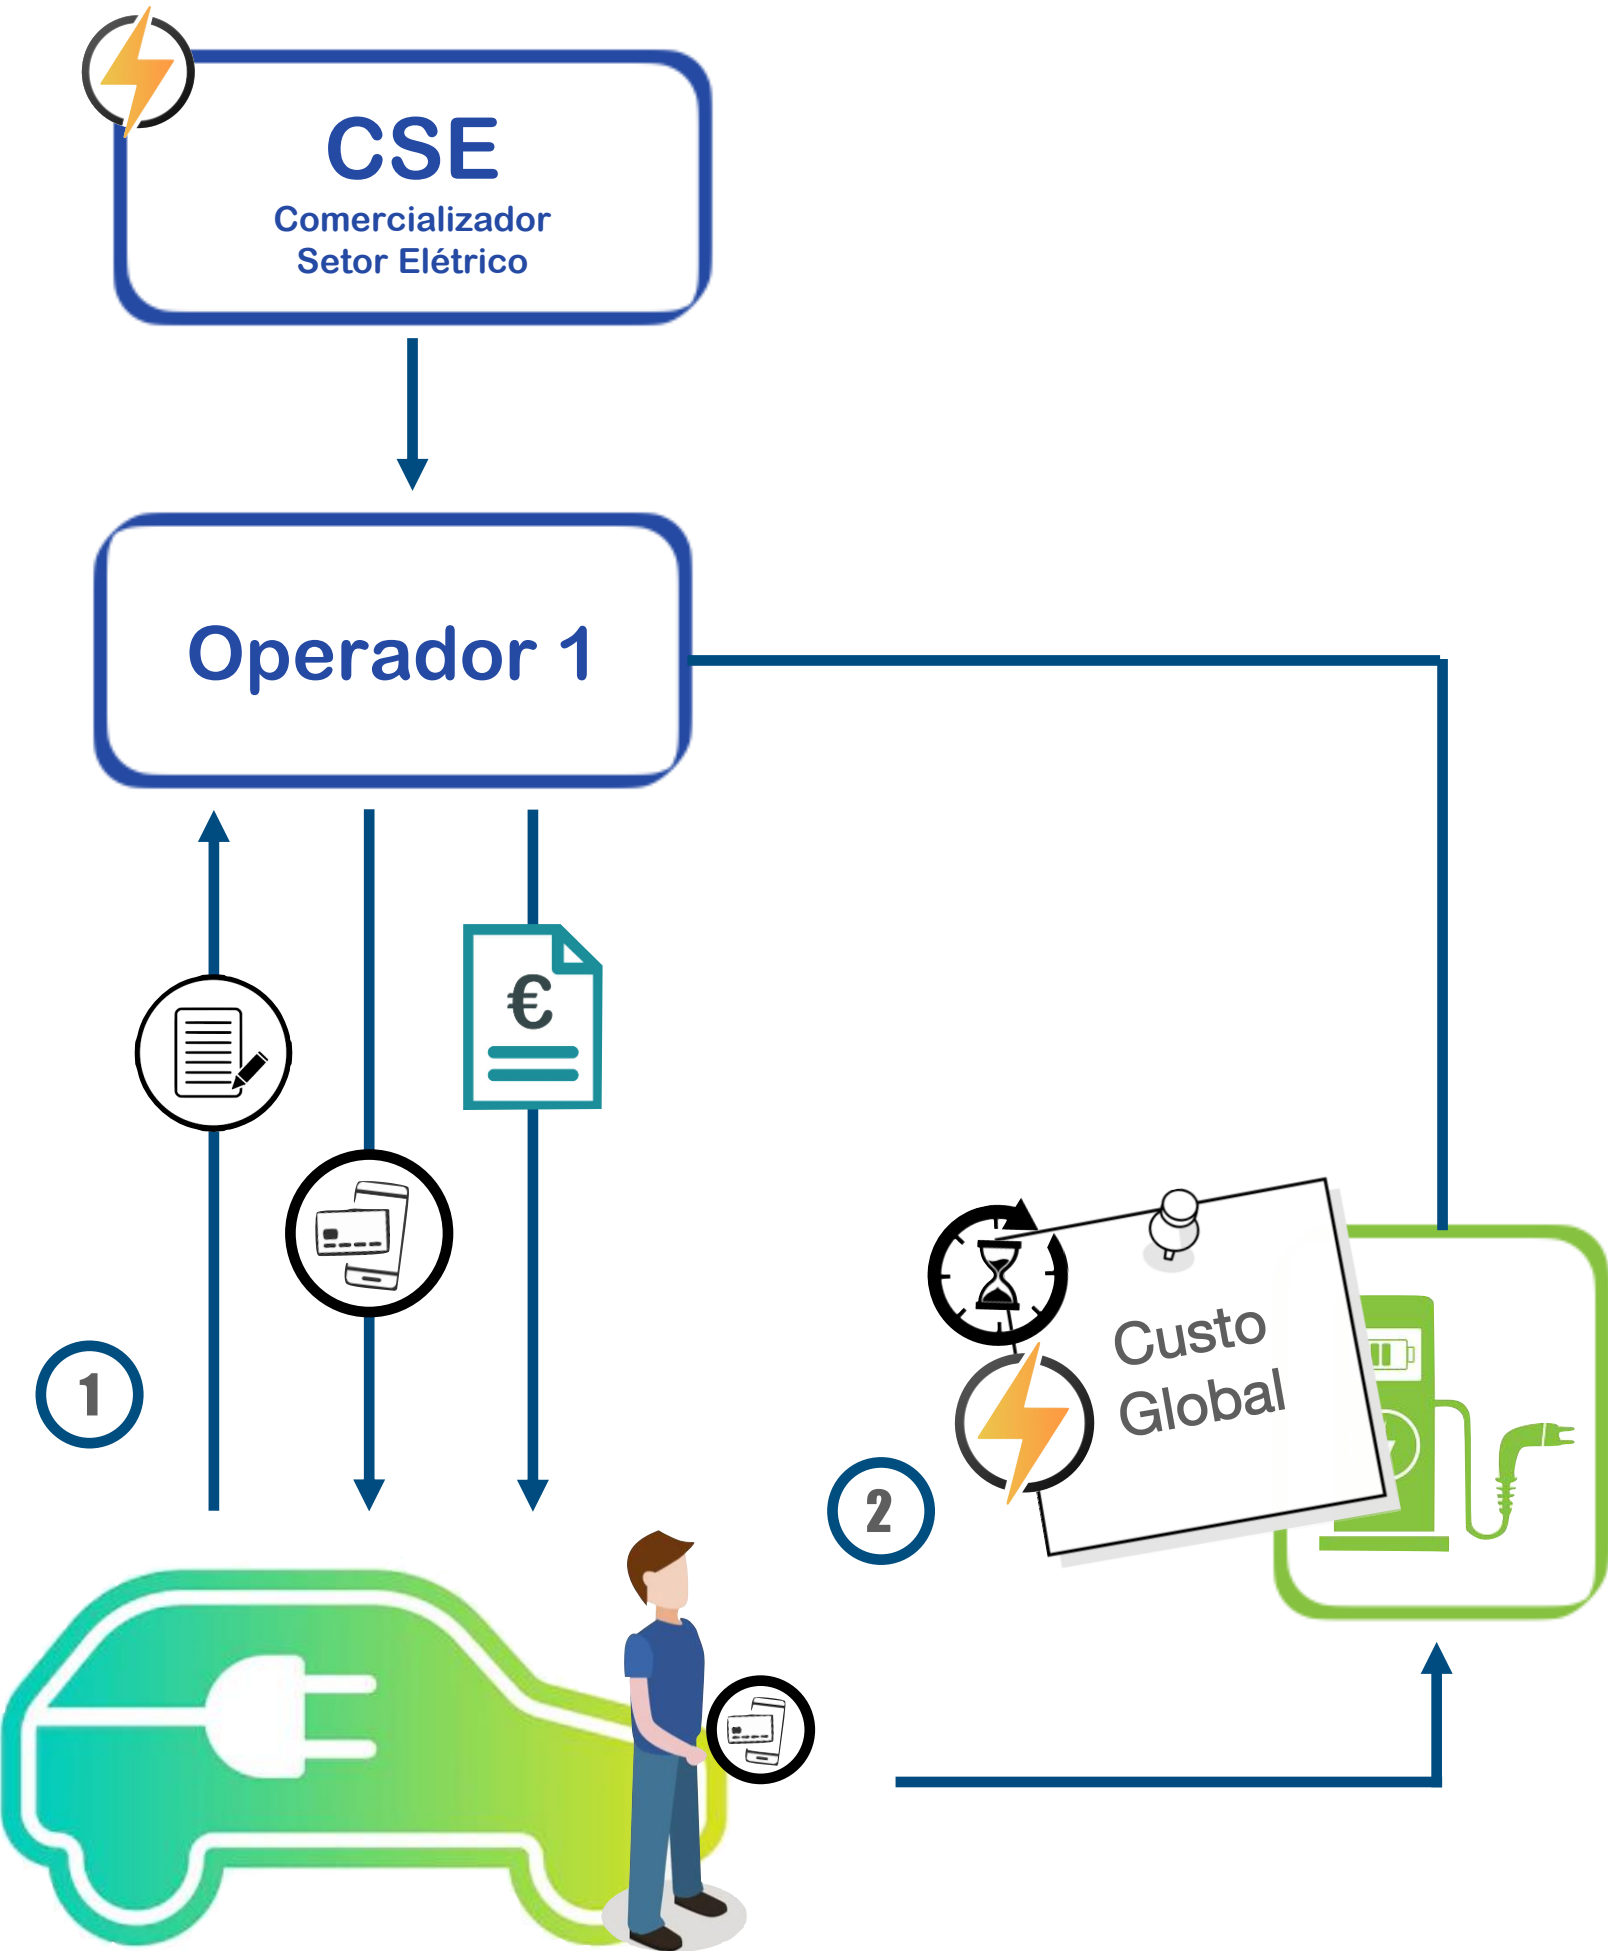 CSE
Comercializador
Setor Elétrico
Operador 1
€
1
Custo
Global
2